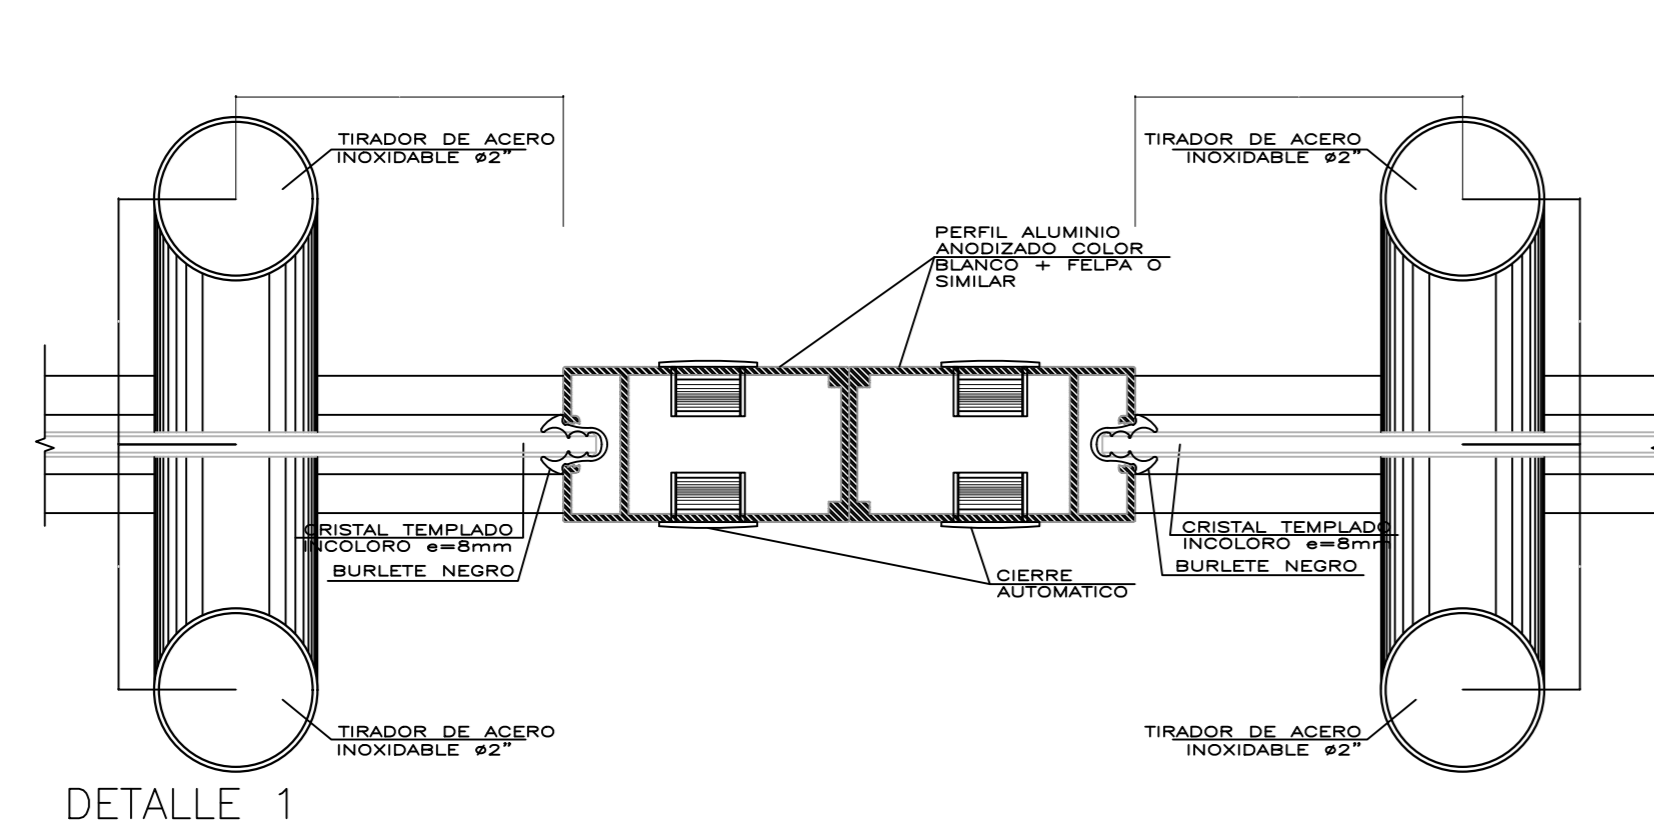 TIRADOR DE ACERO
INOXIDABLE ø2"
TIRADOR DE ACERO
INOXIDABLE ø2"
PERFIL ALUMINIO
ANODIZADO COLOR
BLANCO + FELPA O
SIMILAR
CRISTAL TEMPLADO
INCOLORO e=8mm
BURLETE NEGRO
CRISTAL TEMPLADO
INCOLORO e=8mm
BURLETE NEGRO
CIERRE
AUTOMATICO
TIRADOR DE ACERO
INOXIDABLE ø2"
TIRADOR DE ACERO
INOXIDABLE ø2"
DETALLE 1